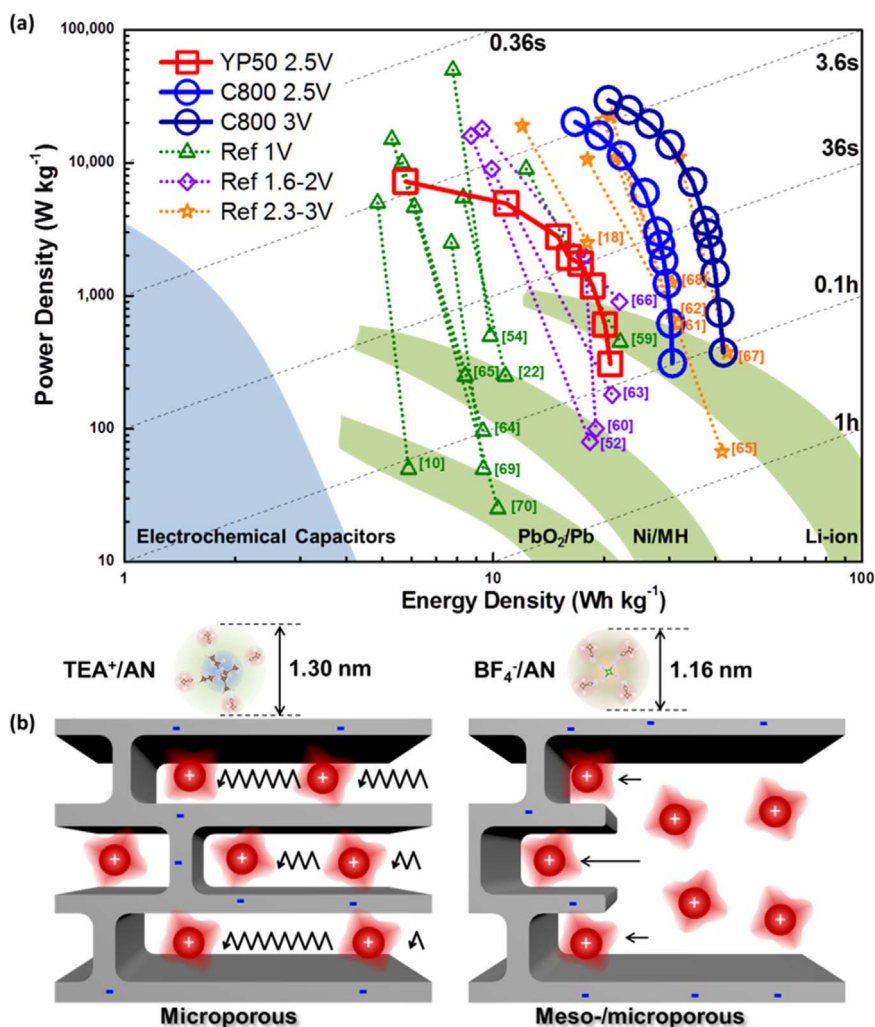 (a)
100,000
10,000
1,000
100
10
Power Density (W kg⁻¹)
YP50 2.5V
C800 2.5V
C800 3V
Ref 1V
Ref 1.6-2V
Ref 2.3-3V
0.36s
3.6s
36s
0.1h
1h
[18]
[66]
[68]
[62]
[61]
[59]
[54]
[67]
[65]
[22]
[63]
[64]
[60]
[52]
[65]
[10]
[69]
[70]
Electrochemical Capacitors
PbO₂/Pb
Ni/MH
Li-ion
1
10
100
Energy Density (Wh kg⁻¹)
TEA⁺/AN
1.30 nm
BF₄⁻/AN
1.16 nm
(b)
Microporous
Meso-/microporous